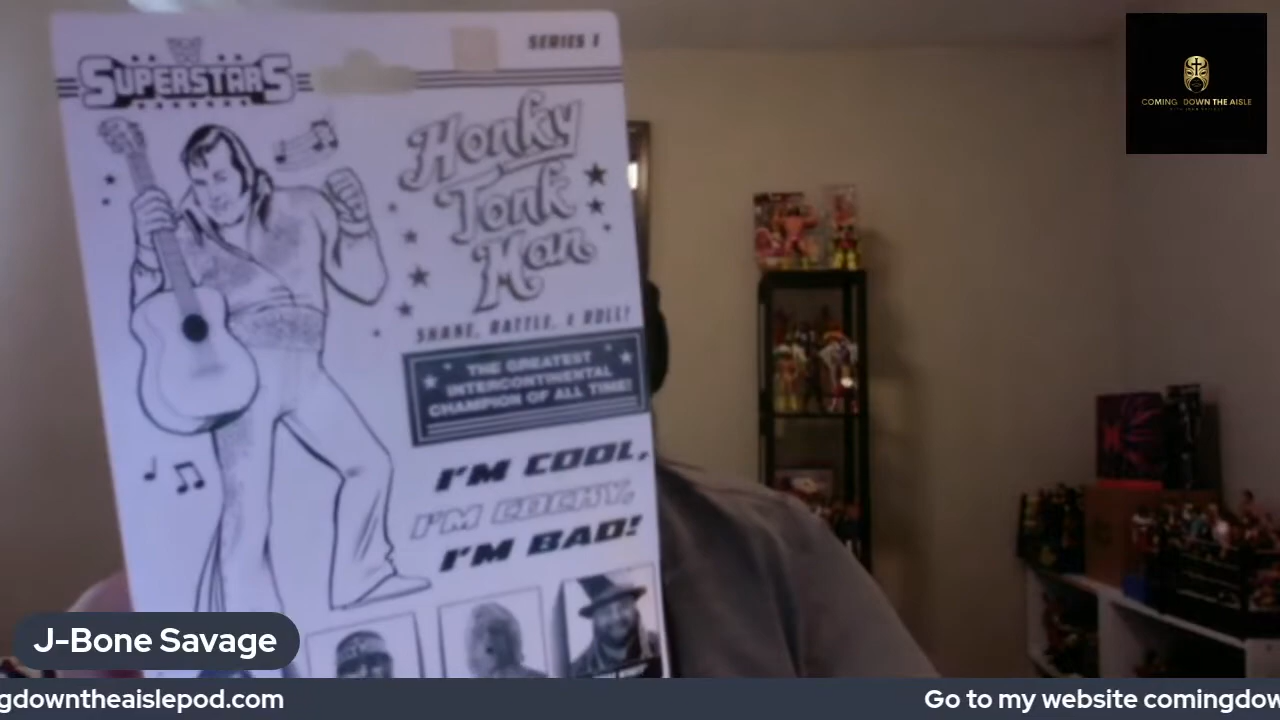 SERIES 1
SUPERSTARS
Honky
Tonk
Man
SHAKE, RATTLE, & ROLL!
THE GREATEST
INTERCONTINENTAL
CHAMPION OF ALL TIME!
I'M COOL,
I'M COCKY,
I'M BAD!
COMING DOWN THE AISLE
J-Bone Savage
gdowntheaislepod.com
Go to my website comingdow